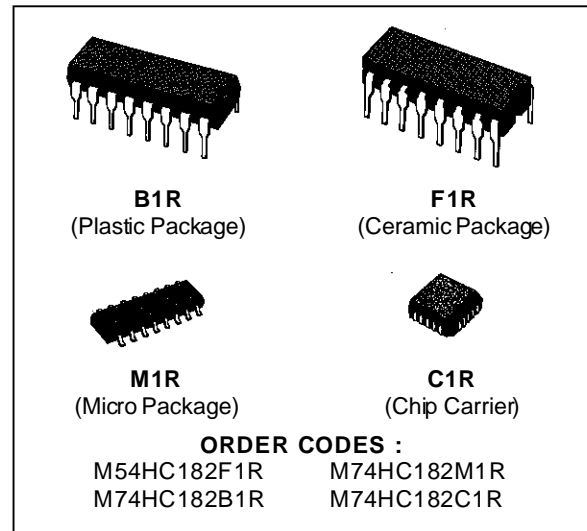 B1R
(Plastic Package)
F1R
(Ceramic Package)
M1R
(Micro Package)
C1R
(Chip Carrier)
ORDER CODES :
M54HC182F1R M74HC182M1R
M74HC182B1R M74HC182C1R